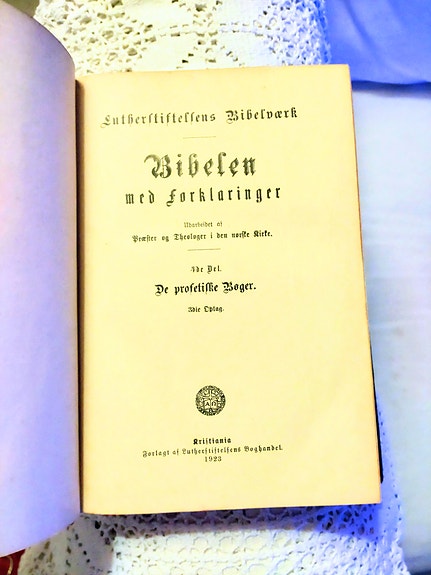 Lutherstiftelsens Bibelværk
Bibelen
med Forklaringer
Udarbeidet af
Præster og Theologer i den norske Kirke.
4de Del.
De profetiske Bøger.
3die Oplag.
Kristiania
Forlagt af Lutherstiftelsens Boghandel.
1923